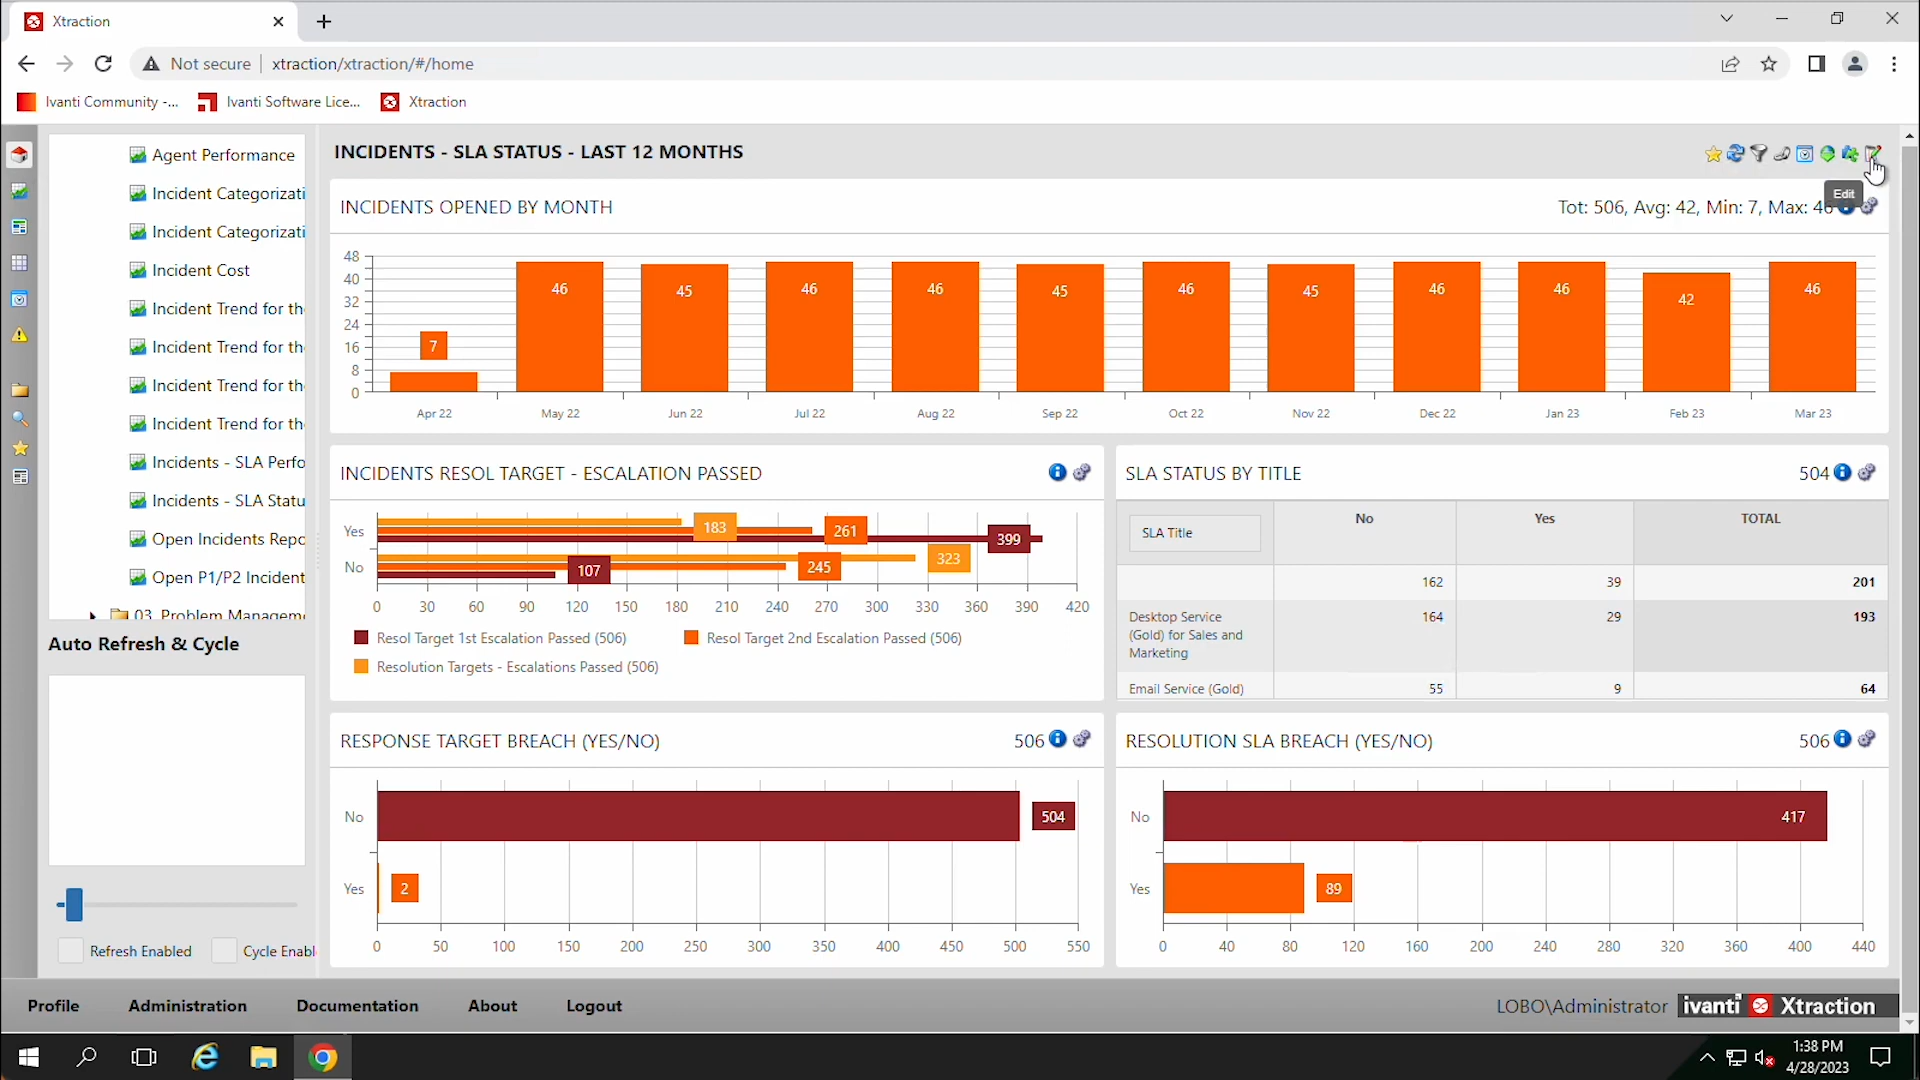 Xtraction
Not secure
xtraction/xtraction/#/home
Ivanti Community -...
Ivanti Software Lice...
Xtraction
Agent Performance
Incident Categorizati
Incident Categorizati
Incident Cost
Incident Trend for th
Incident Trend for th
Incident Trend for th
Incident Trend for th
Incidents - SLA Perfo
Incidents - SLA Statu
Open Incidents Repo
Open P1/P2 Incident
03. Problem Managem
Auto Refresh & Cycle
Refresh Enabled
Cycle Enabl
INCIDENTS - SLA STATUS - LAST 12 MONTHS
Edit
INCIDENTS OPENED BY MONTH
Tot: 506, Avg: 42, Min: 7, Max: 46
48
40
32
24
16
8
0
7
46
45
46
46
45
46
45
46
46
42
46
Apr 22
May 22
Jun 22
Jul 22
Aug 22
Sep 22
Oct 22
Nov 22
Dec 22
Jan 23
Feb 23
Mar 23
INCIDENTS RESOL TARGET - ESCALATION PASSED
Yes
183
261
399
No
323
245
107
0 30 60 90 120 150 180 210 240 270 300 330 360 390 420
Resol Target 1st Escalation Passed (506)
Resol Target 2nd Escalation Passed (506)
Resolution Targets - Escalations Passed (506)
SLA STATUS BY TITLE
504
SLA Title
No
Yes
TOTAL
162 39 201
Desktop Service
(Gold) for Sales and
Marketing
164 29 193
Email Service (Gold) 55 9 64
RESPONSE TARGET BREACH (YES/NO)
506
No
504
Yes
2
0 50 100 150 200 250 300 350 400 450 500 550
RESOLUTION SLA BREACH (YES/NO)
506
No
417
Yes
89
0 40 80 120 160 200 240 280 320 360 400 440
Profile
Administration
Documentation
About
Logout
LOBO\Administrator
ivanti Xtraction
1:38 PM
4/28/2023